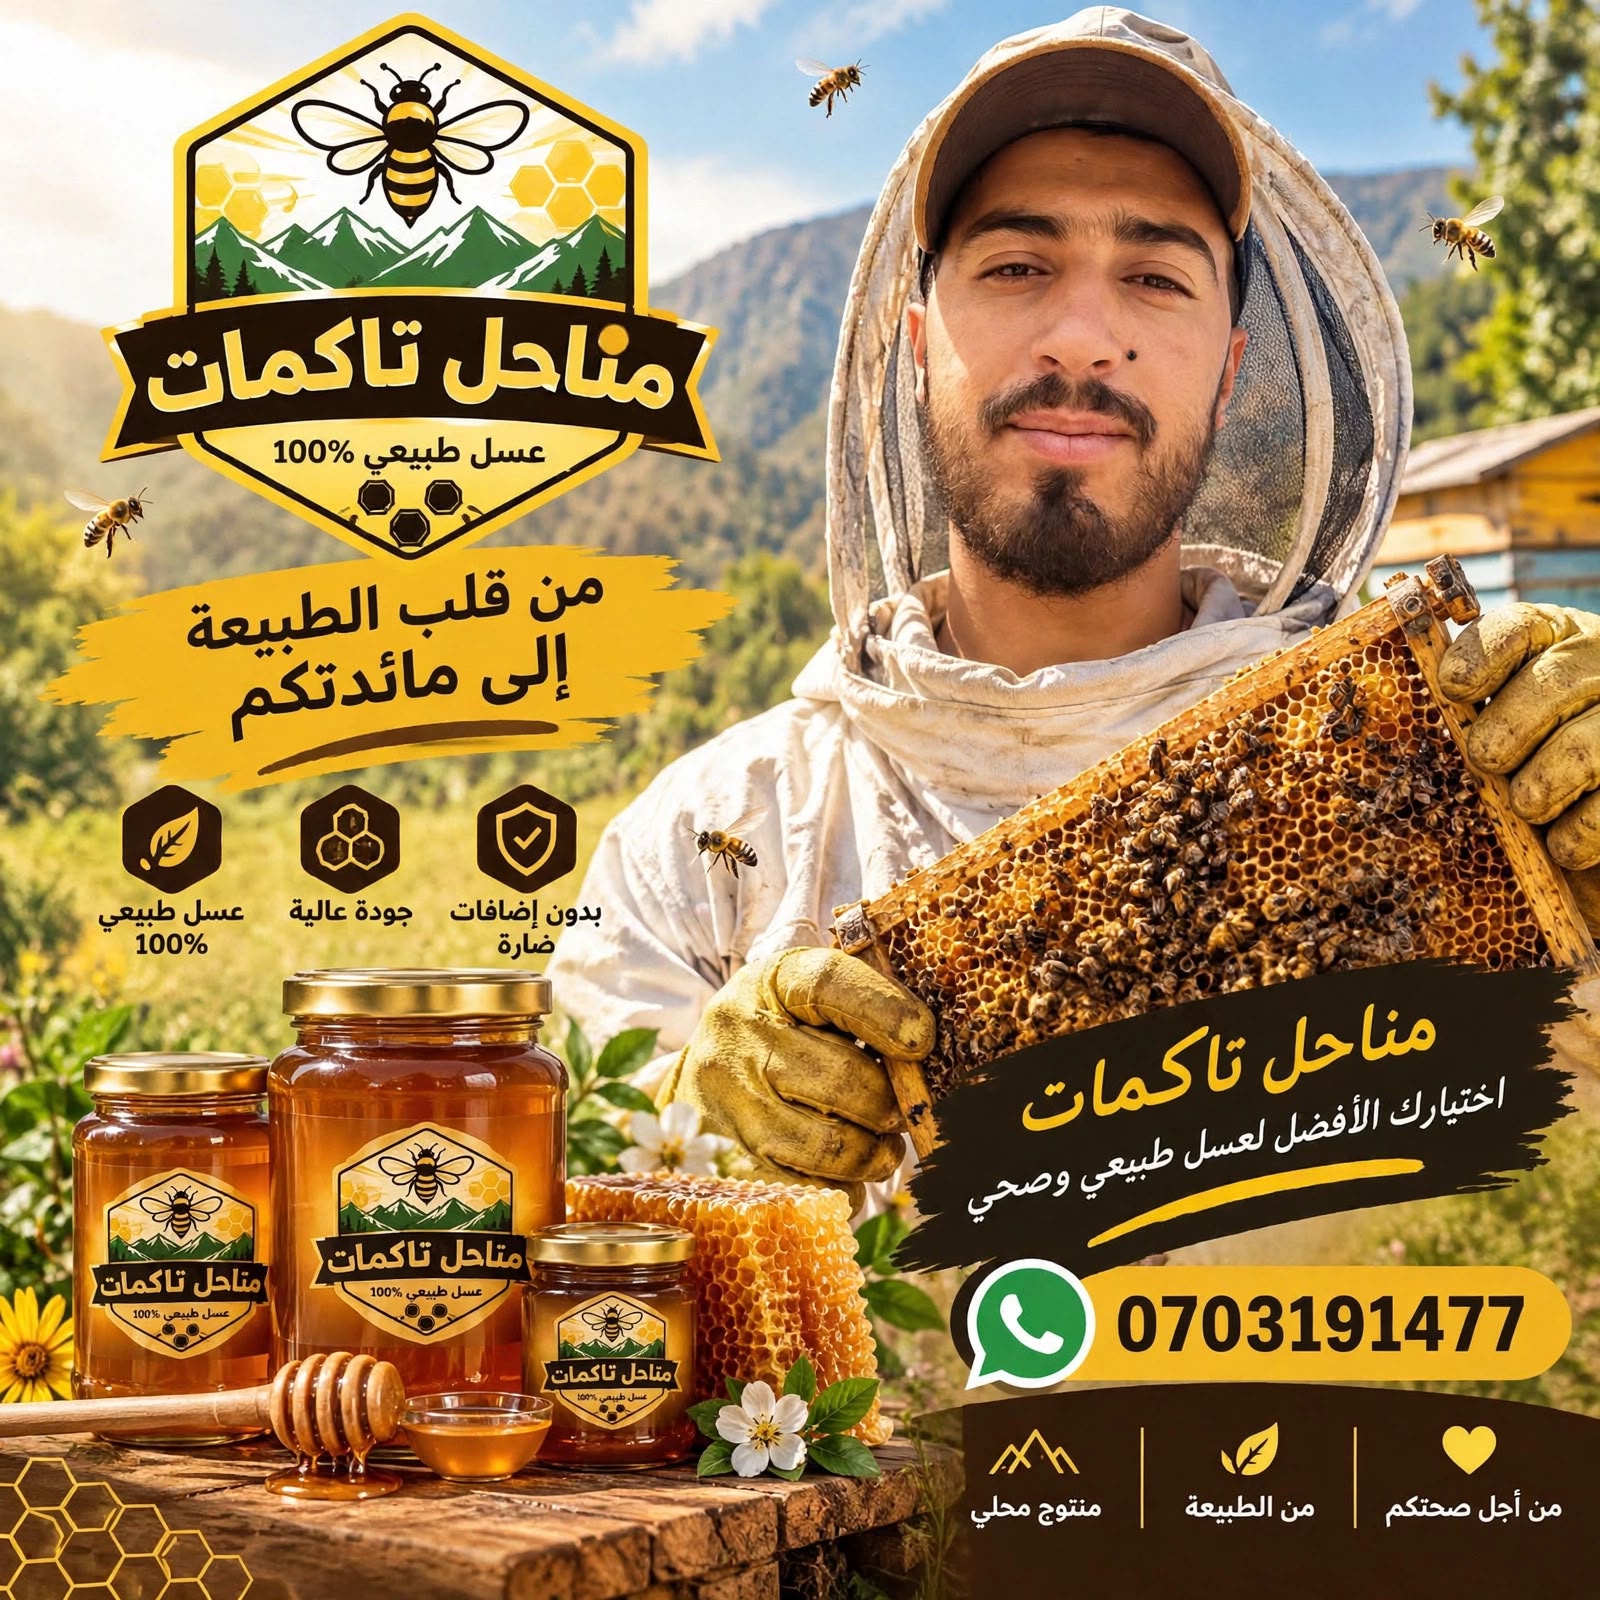 مناحل تاكمات
عسل طبيعي 100%
من قلب الطبيعة
إلى مائدتكم
بدون إضافات
ضارة
جودة عالية
عسل طبيعي
100%
مناحل تاكمات
اختيارك الأفضل لعسل طبيعي وصحي
0703191477
من أجل صحتكم
من الطبيعة
منتوج محلي
متاحل تاكمات
عسل طبيعي 100%
متاحل تاكمات
عسل طبيعي 100%
متاحل تاكمات
عسل طبيعي 100%